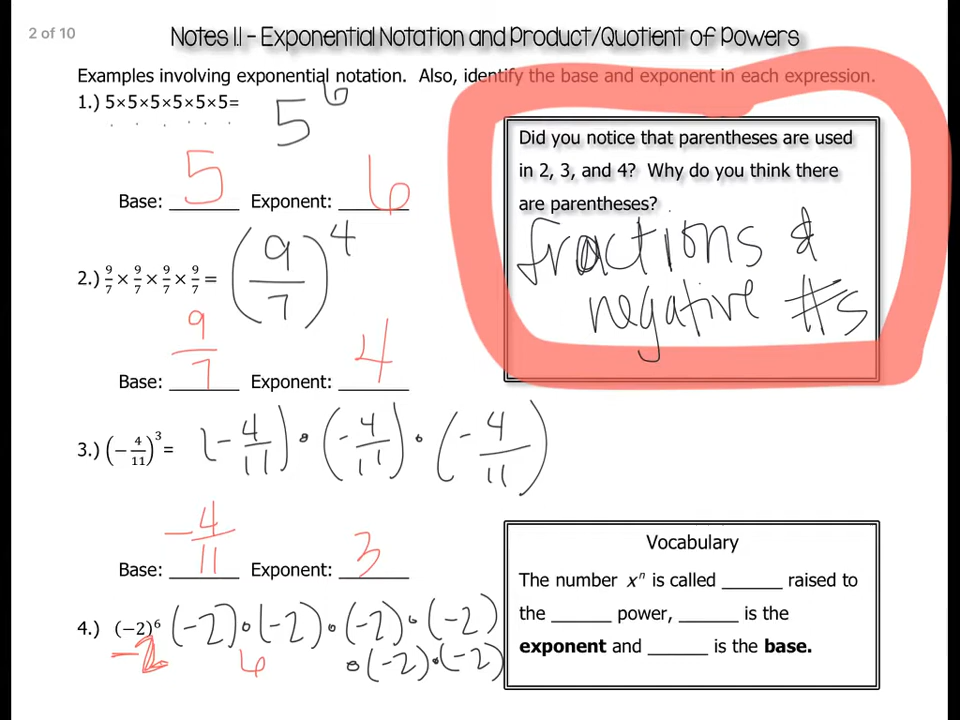 2 of 10
Notes 1.1 – Exponential Notation and Product/Quotient of Powers
Examples involving exponential notation. Also, identify the base and exponent in each expression.
1.) 5×5×5×5×5×5= 5⁶
Base: 5 Exponent: 6
Did you notice that parentheses are used
in 2, 3, and 4? Why do you think there
are parentheses?
fractions &
negative #s
2.) 9/7 × 9/7 × 9/7 × 9/7 = (9/7)⁴
Base: 9/7 Exponent: 4
3.) (−4/11)³= (−4/11)•(−4/11)•(−4/11)
Base: −4/11 Exponent: 3
4.) (−2)⁶ (−2)•(−2)•(−2)•(−2)
•(−2)•(−2)
−2 6
Vocabulary
The number xⁿ is called ______ raised to
the ______ power, ______ is the
exponent and ______ is the base.